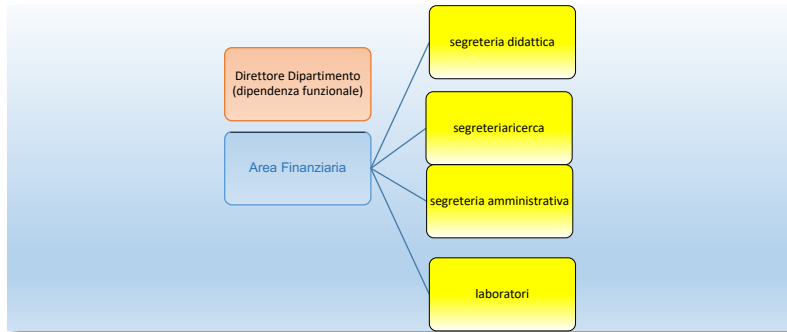 segreteria didattica
Direttore Dipartimento
(dipendenza funzionale)
segreteriaricerca
Area Finanziaria
segreteria amministrativa
laboratori